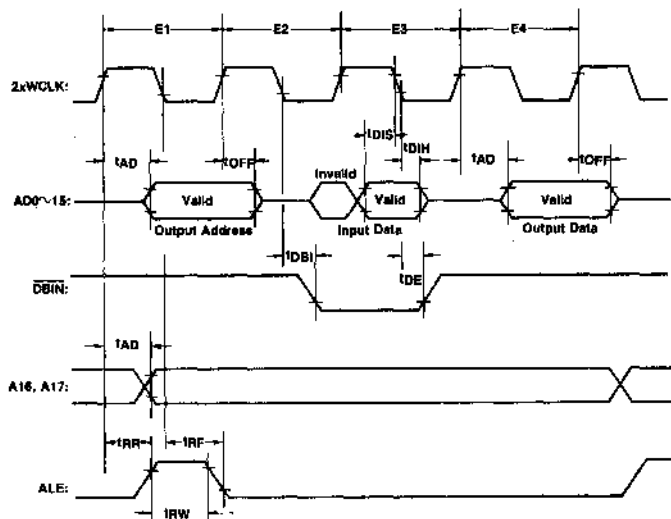 E1 E2 E3 E4
2xWCLK:
tDIS
tDIH
tAD tOFF tAD tOFF
Invalid
AD0~15: Valid Valid Valid
Output Address Input Data Output Data
tDBI tDE
DBIN:
tAD
A16, A17:
tRR tRF
ALE:
tRW